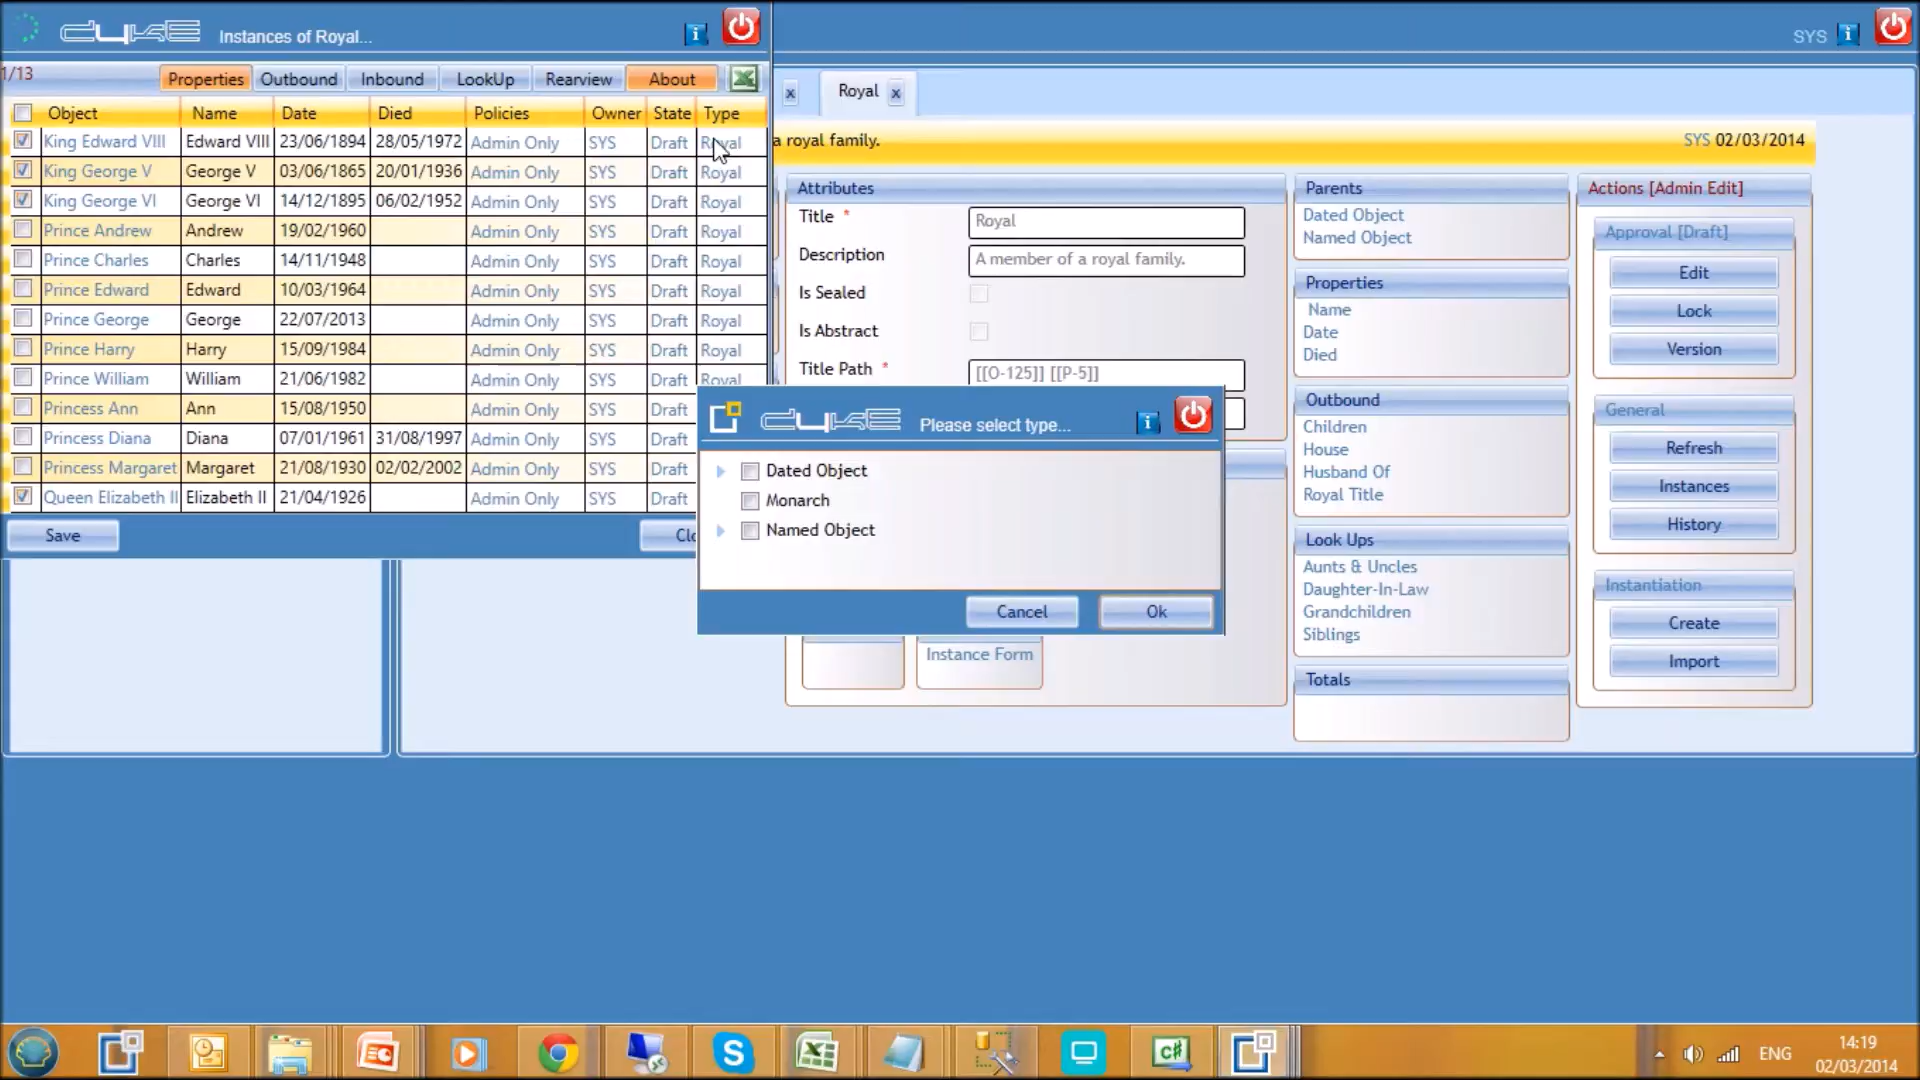 CUKE Instances of Royal...
1/13
Properties Outbound Inbound LookUp Rearview About
Object Name Date Died Policies Owner State Type
King Edward VIII Edward VIII 23/06/1894 28/05/1972 Admin Only SYS Draft Royal
King George V George V 03/06/1865 20/01/1936 Admin Only SYS Draft Royal
King George VI George VI 14/12/1895 06/02/1952 Admin Only SYS Draft Royal
Prince Andrew Andrew 19/02/1960 Admin Only SYS Draft Royal
Prince Charles Charles 14/11/1948 Admin Only SYS Draft Royal
Prince Edward Edward 10/03/1964 Admin Only SYS Draft Royal
Prince George George 22/07/2013 Admin Only SYS Draft Royal
Prince Harry Harry 15/09/1984 Admin Only SYS Draft Royal
Prince William William 21/06/1982 Admin Only SYS Draft Royal
Princess Ann Ann 15/08/1950 Admin Only SYS Draft
Princess Diana Diana 07/01/1961 31/08/1997 Admin Only SYS Draft
Princess Margaret Margaret 21/08/1930 02/02/2002 Admin Only SYS Draft
Queen Elizabeth II Elizabeth II 21/04/1926 Admin Only SYS Draft
Save Clo
SYS
Royal x
a royal family. SYS 02/03/2014
Attributes
Title * Royal
Description A member of a royal family.
Is Sealed
Is Abstract
Title Path * [[O-125]] [[P-5]]
Instance Form
CUKE Please select type...
Dated Object
Monarch
Named Object
Cancel Ok
Parents
Dated Object
Named Object
Properties
Name
Date
Died
Outbound
Children
House
Husband Of
Royal Title
Look Ups
Aunts & Uncles
Daughter-In-Law
Grandchildren
Siblings
Totals
Actions [Admin Edit]
Approval [Draft]
Edit
Lock
Version
General
Refresh
Instances
History
Instantiation
Create
Import
ENG
14:19
02/03/2014